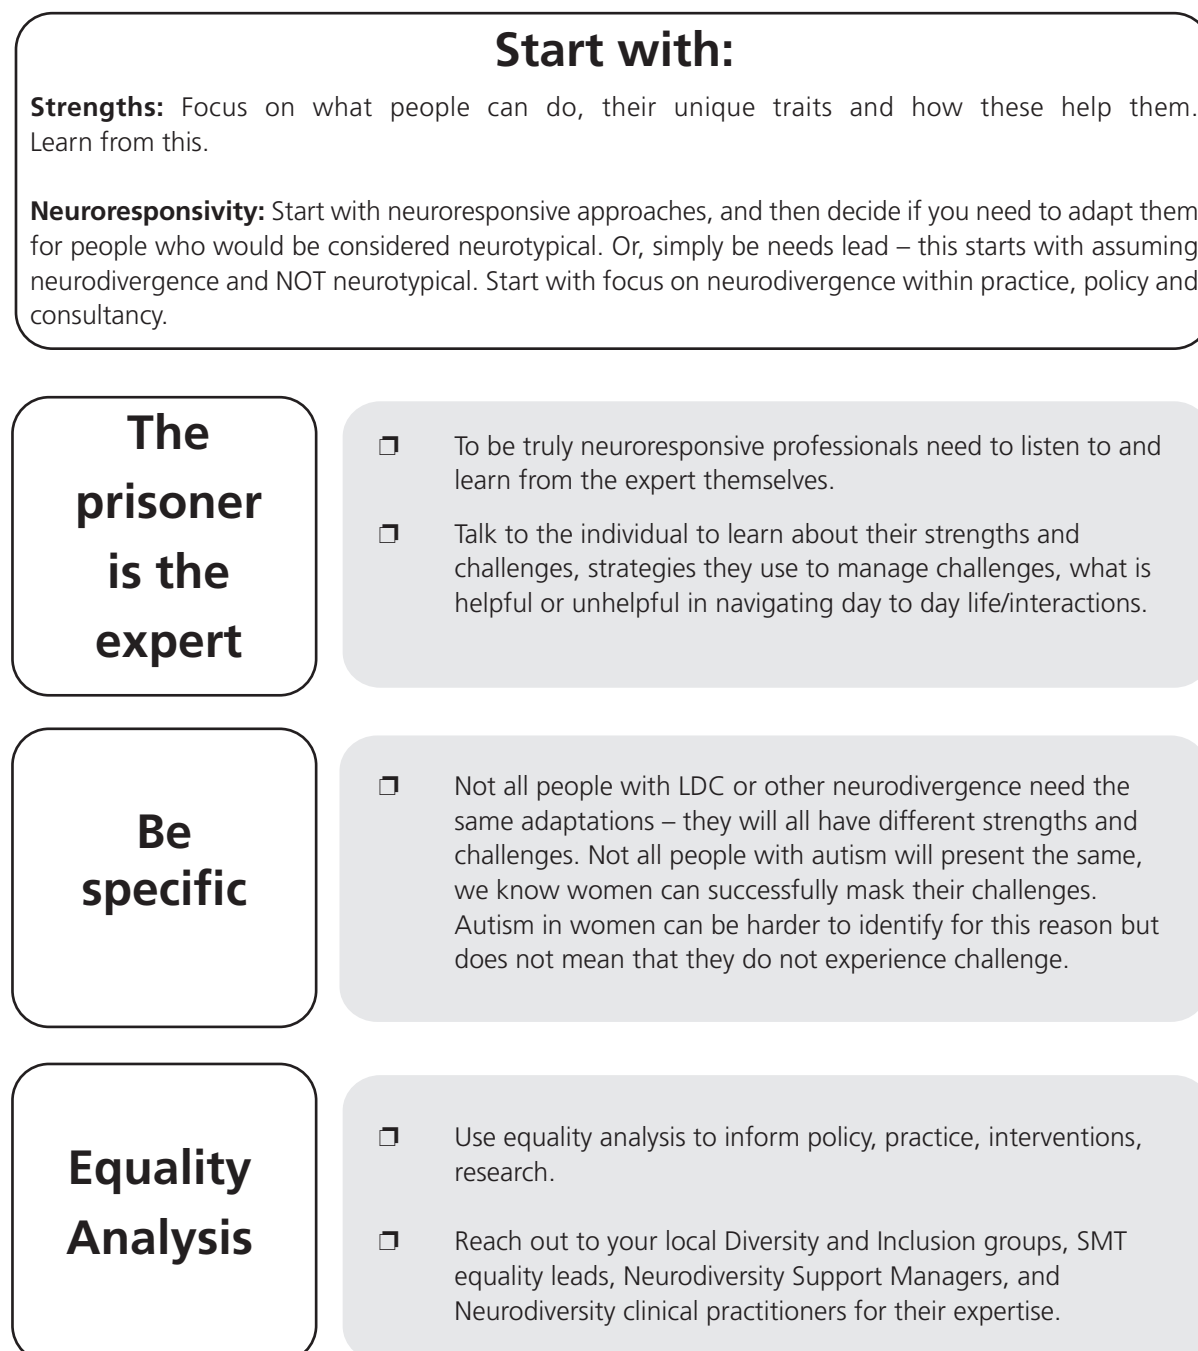 Start with:
Strengths: Focus on what people can do, their unique traits and how these help them.
Learn from this.
Neuroresponsivity: Start with neuroresponsive approaches, and then decide if you need to adapt them
for people who would be considered neurotypical. Or, simply be needs lead – this starts with assuming
neurodivergence and NOT neurotypical. Start with focus on neurodivergence within practice, policy and
consultancy.
The
prisoner
is the
expert
❒ To be truly neuroresponsive professionals need to listen to and
learn from the expert themselves.
❒ Talk to the individual to learn about their strengths and
challenges, strategies they use to manage challenges, what is
helpful or unhelpful in navigating day to day life/interactions.
Be
specific
❒ Not all people with LDC or other neurodivergence need the
same adaptations – they will all have different strengths and
challenges. Not all people with autism will present the same,
we know women can successfully mask their challenges.
Autism in women can be harder to identify for this reason but
does not mean that they do not experience challenge.
Equality
Analysis
❒ Use equality analysis to inform policy, practice, interventions,
research.
❒ Reach out to your local Diversity and Inclusion groups, SMT
equality leads, Neurodiversity Support Managers, and
Neurodiversity clinical practitioners for their expertise.